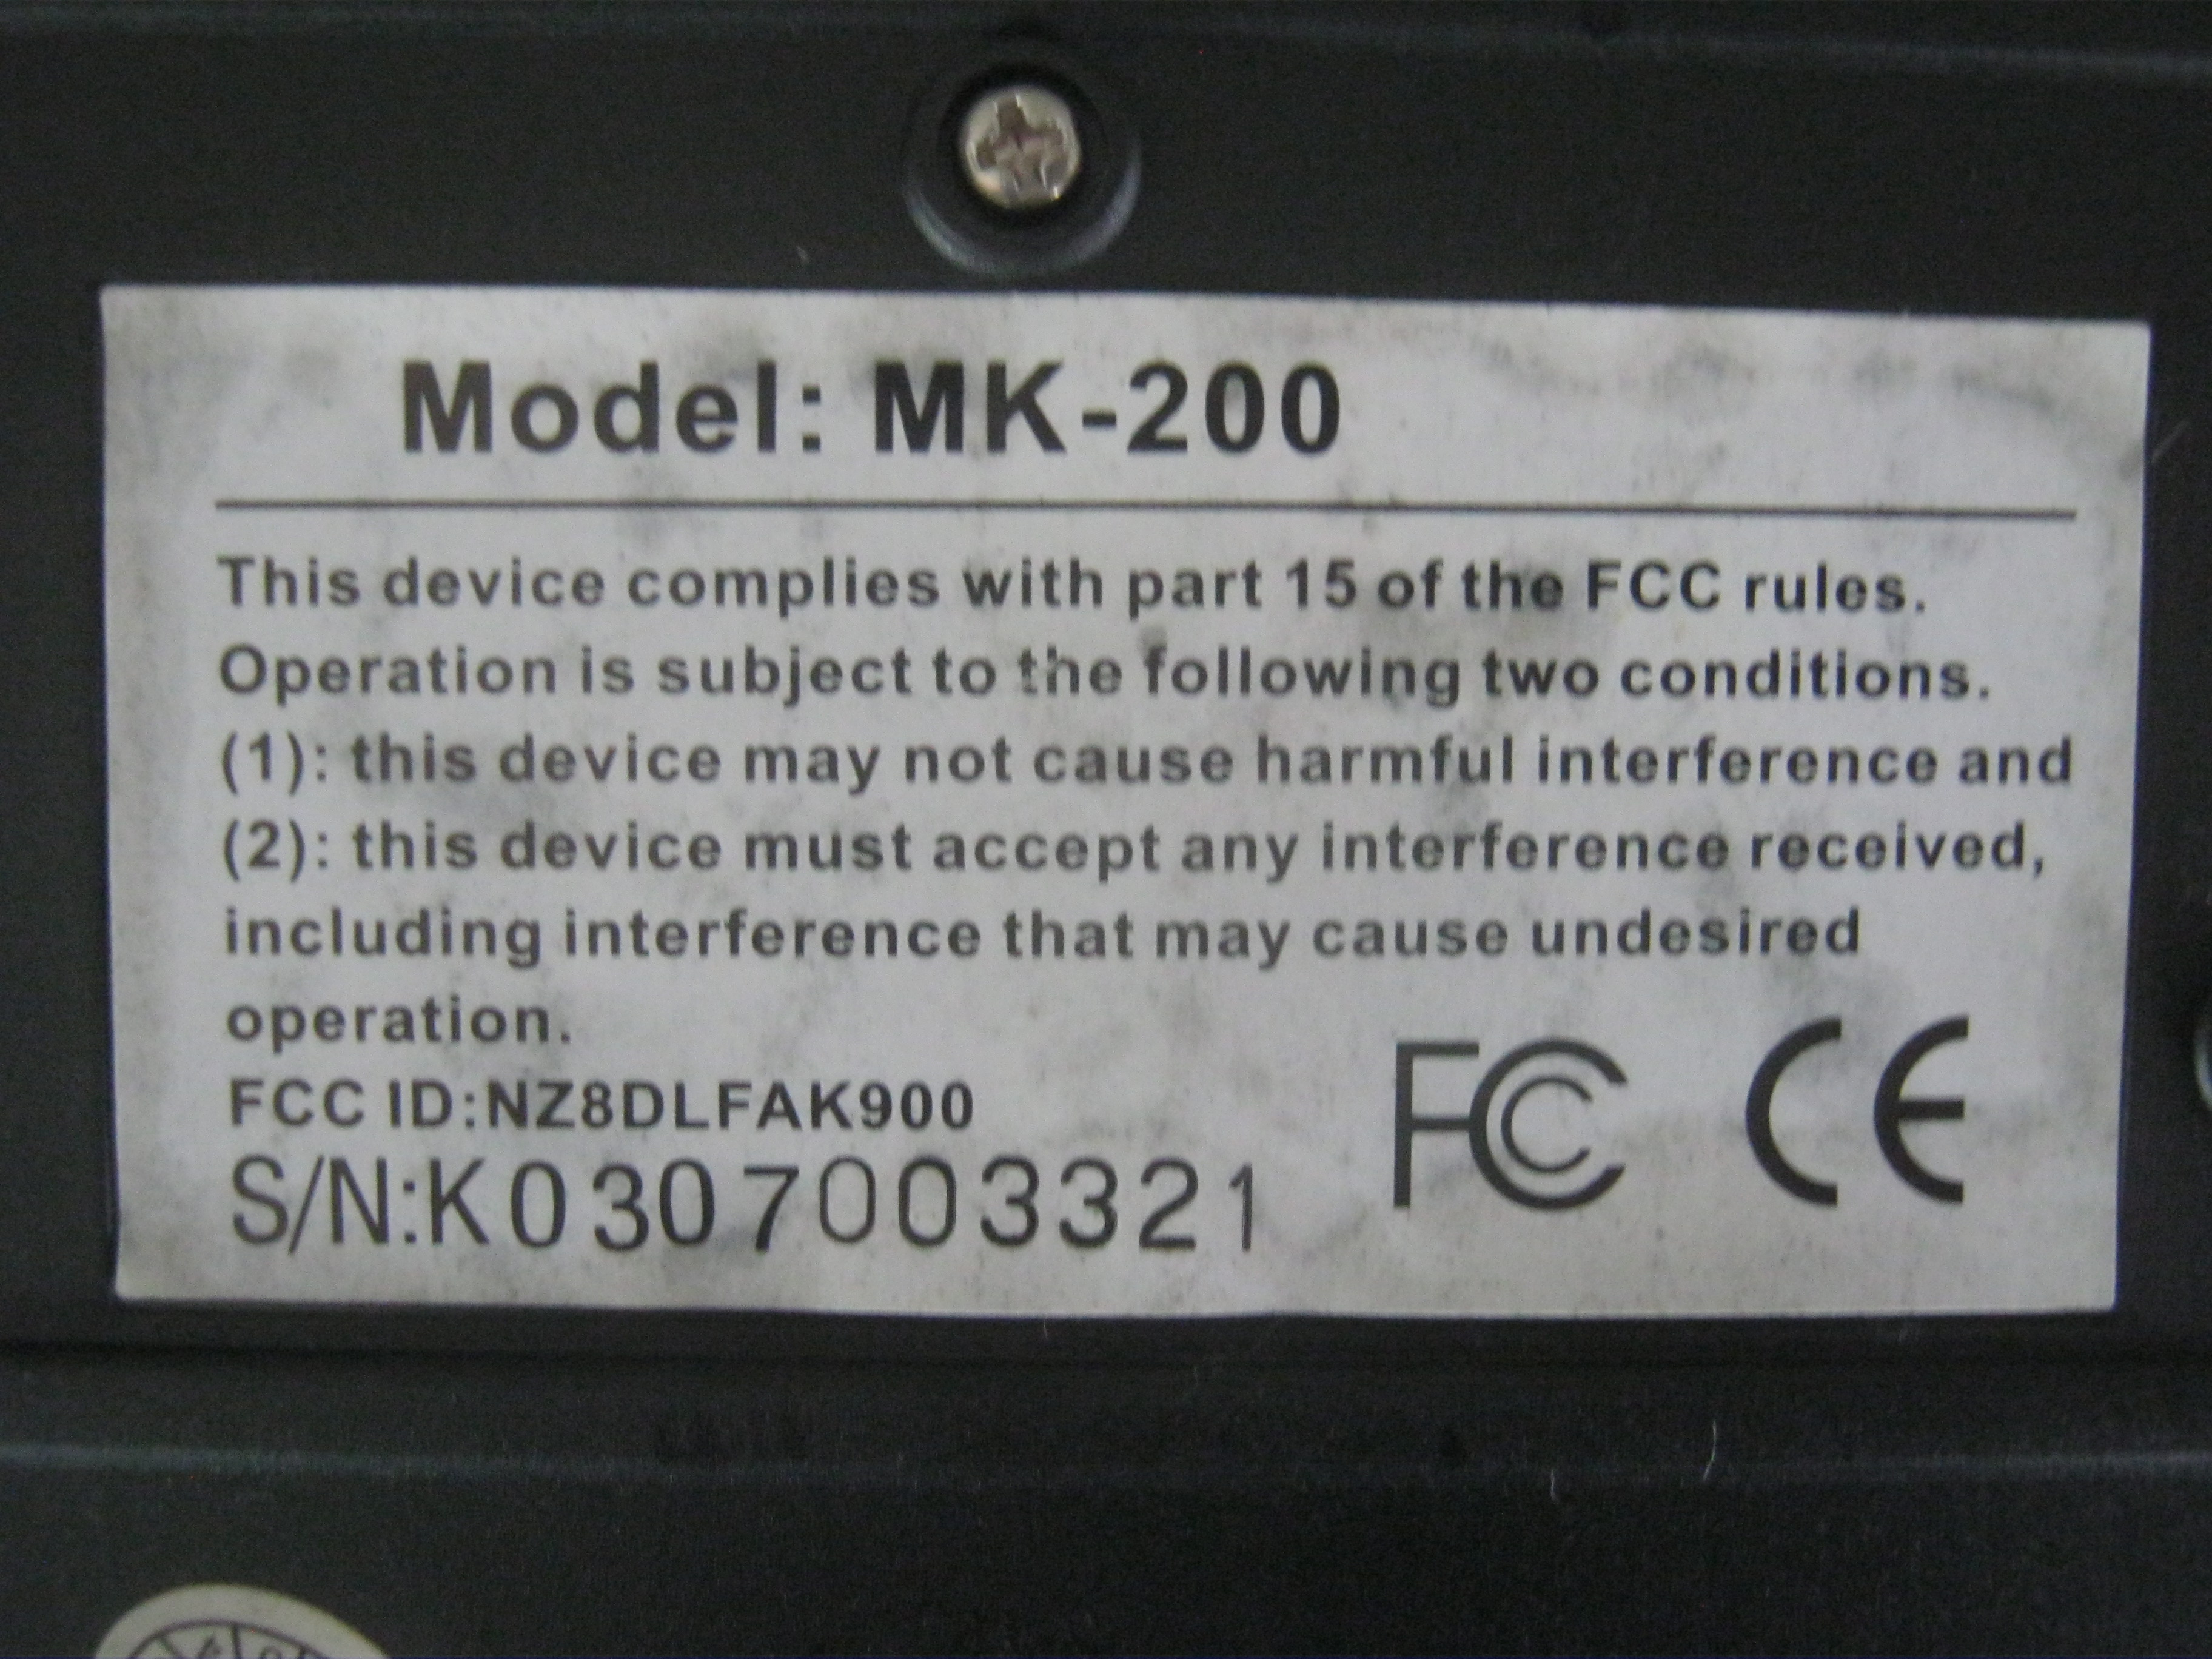 Model: MK-200
This device complies with part 15 of the FCC rules.
Operation is subject to the following two conditions.
(1): this device may not cause harmful interference and
(2): this device must accept any interference received,
including interference that may cause undesired
operation.
FCC ID:NZ8DLFAK900
S/N:K0307003321
FCC CE